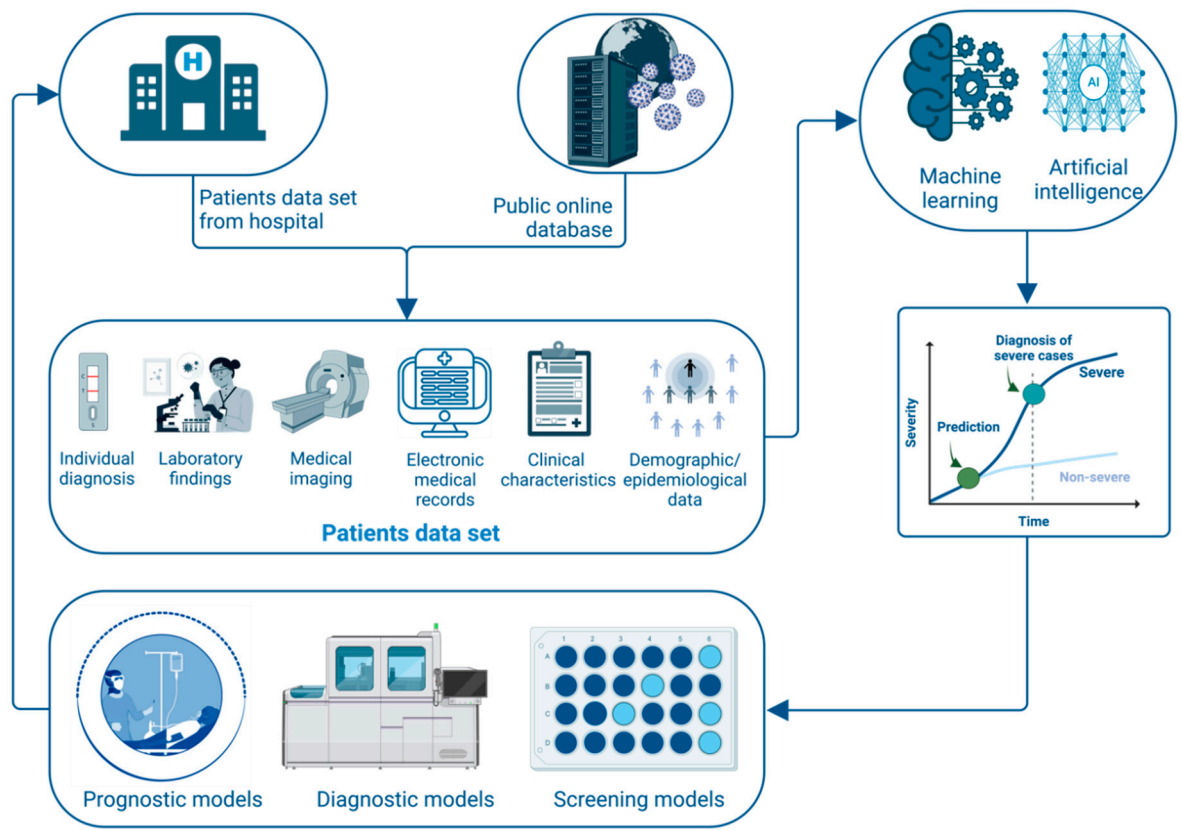 H
Patients data set
from hospital
Public online
database
AI
Machine
learning
Artificial
intelligence
C
T
S
Individual
diagnosis
Laboratory
findings
Medical
imaging
Electronic
medical
records
Clinical
characteristics
Demographic/
epidemiological
data
Patients data set
Diagnosis of
severe cases
Severe
Prediction
Non-severe
Severity
Time
1 2 3 4 5 6
A
B
C
D
Prognostic models
Diagnostic models
Screening models